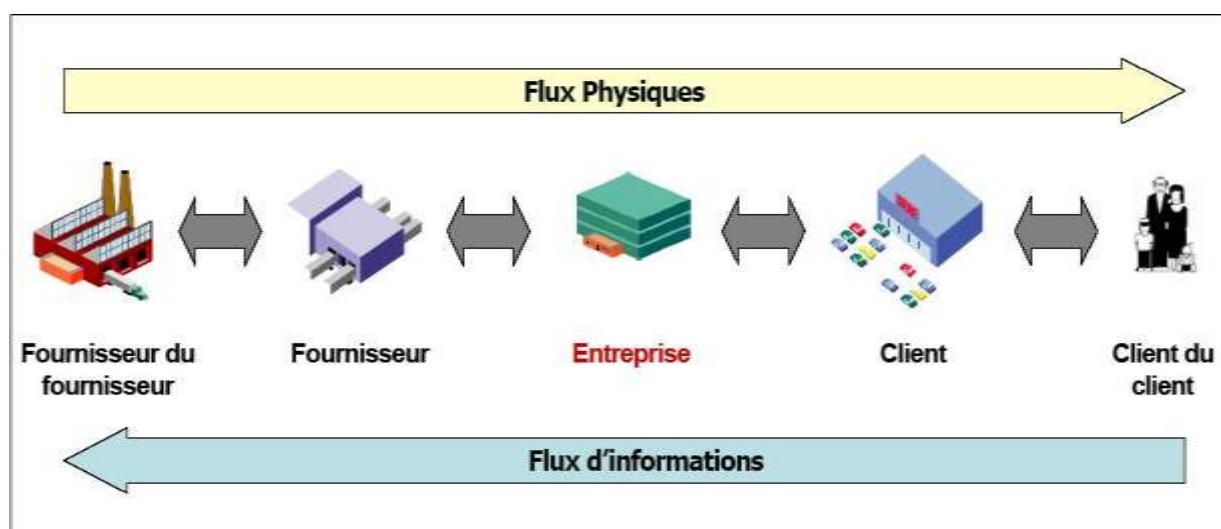 Flux Physiques
Fournisseur du
fournisseur
Fournisseur
Entreprise
Client
Client du
client
Flux d’informations